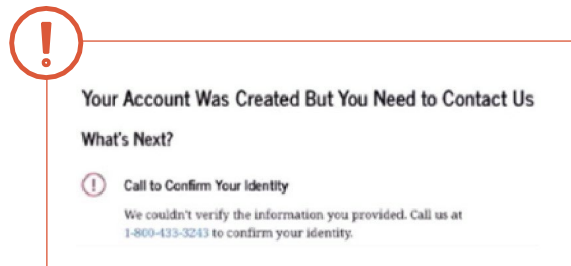 Your Account Was Created But You Need to Contact Us
What's Next?
Call to Confirm Your Identity
We couldn't verify the information you provided. Call us at
1-800-433-3243 to confirm your identity.